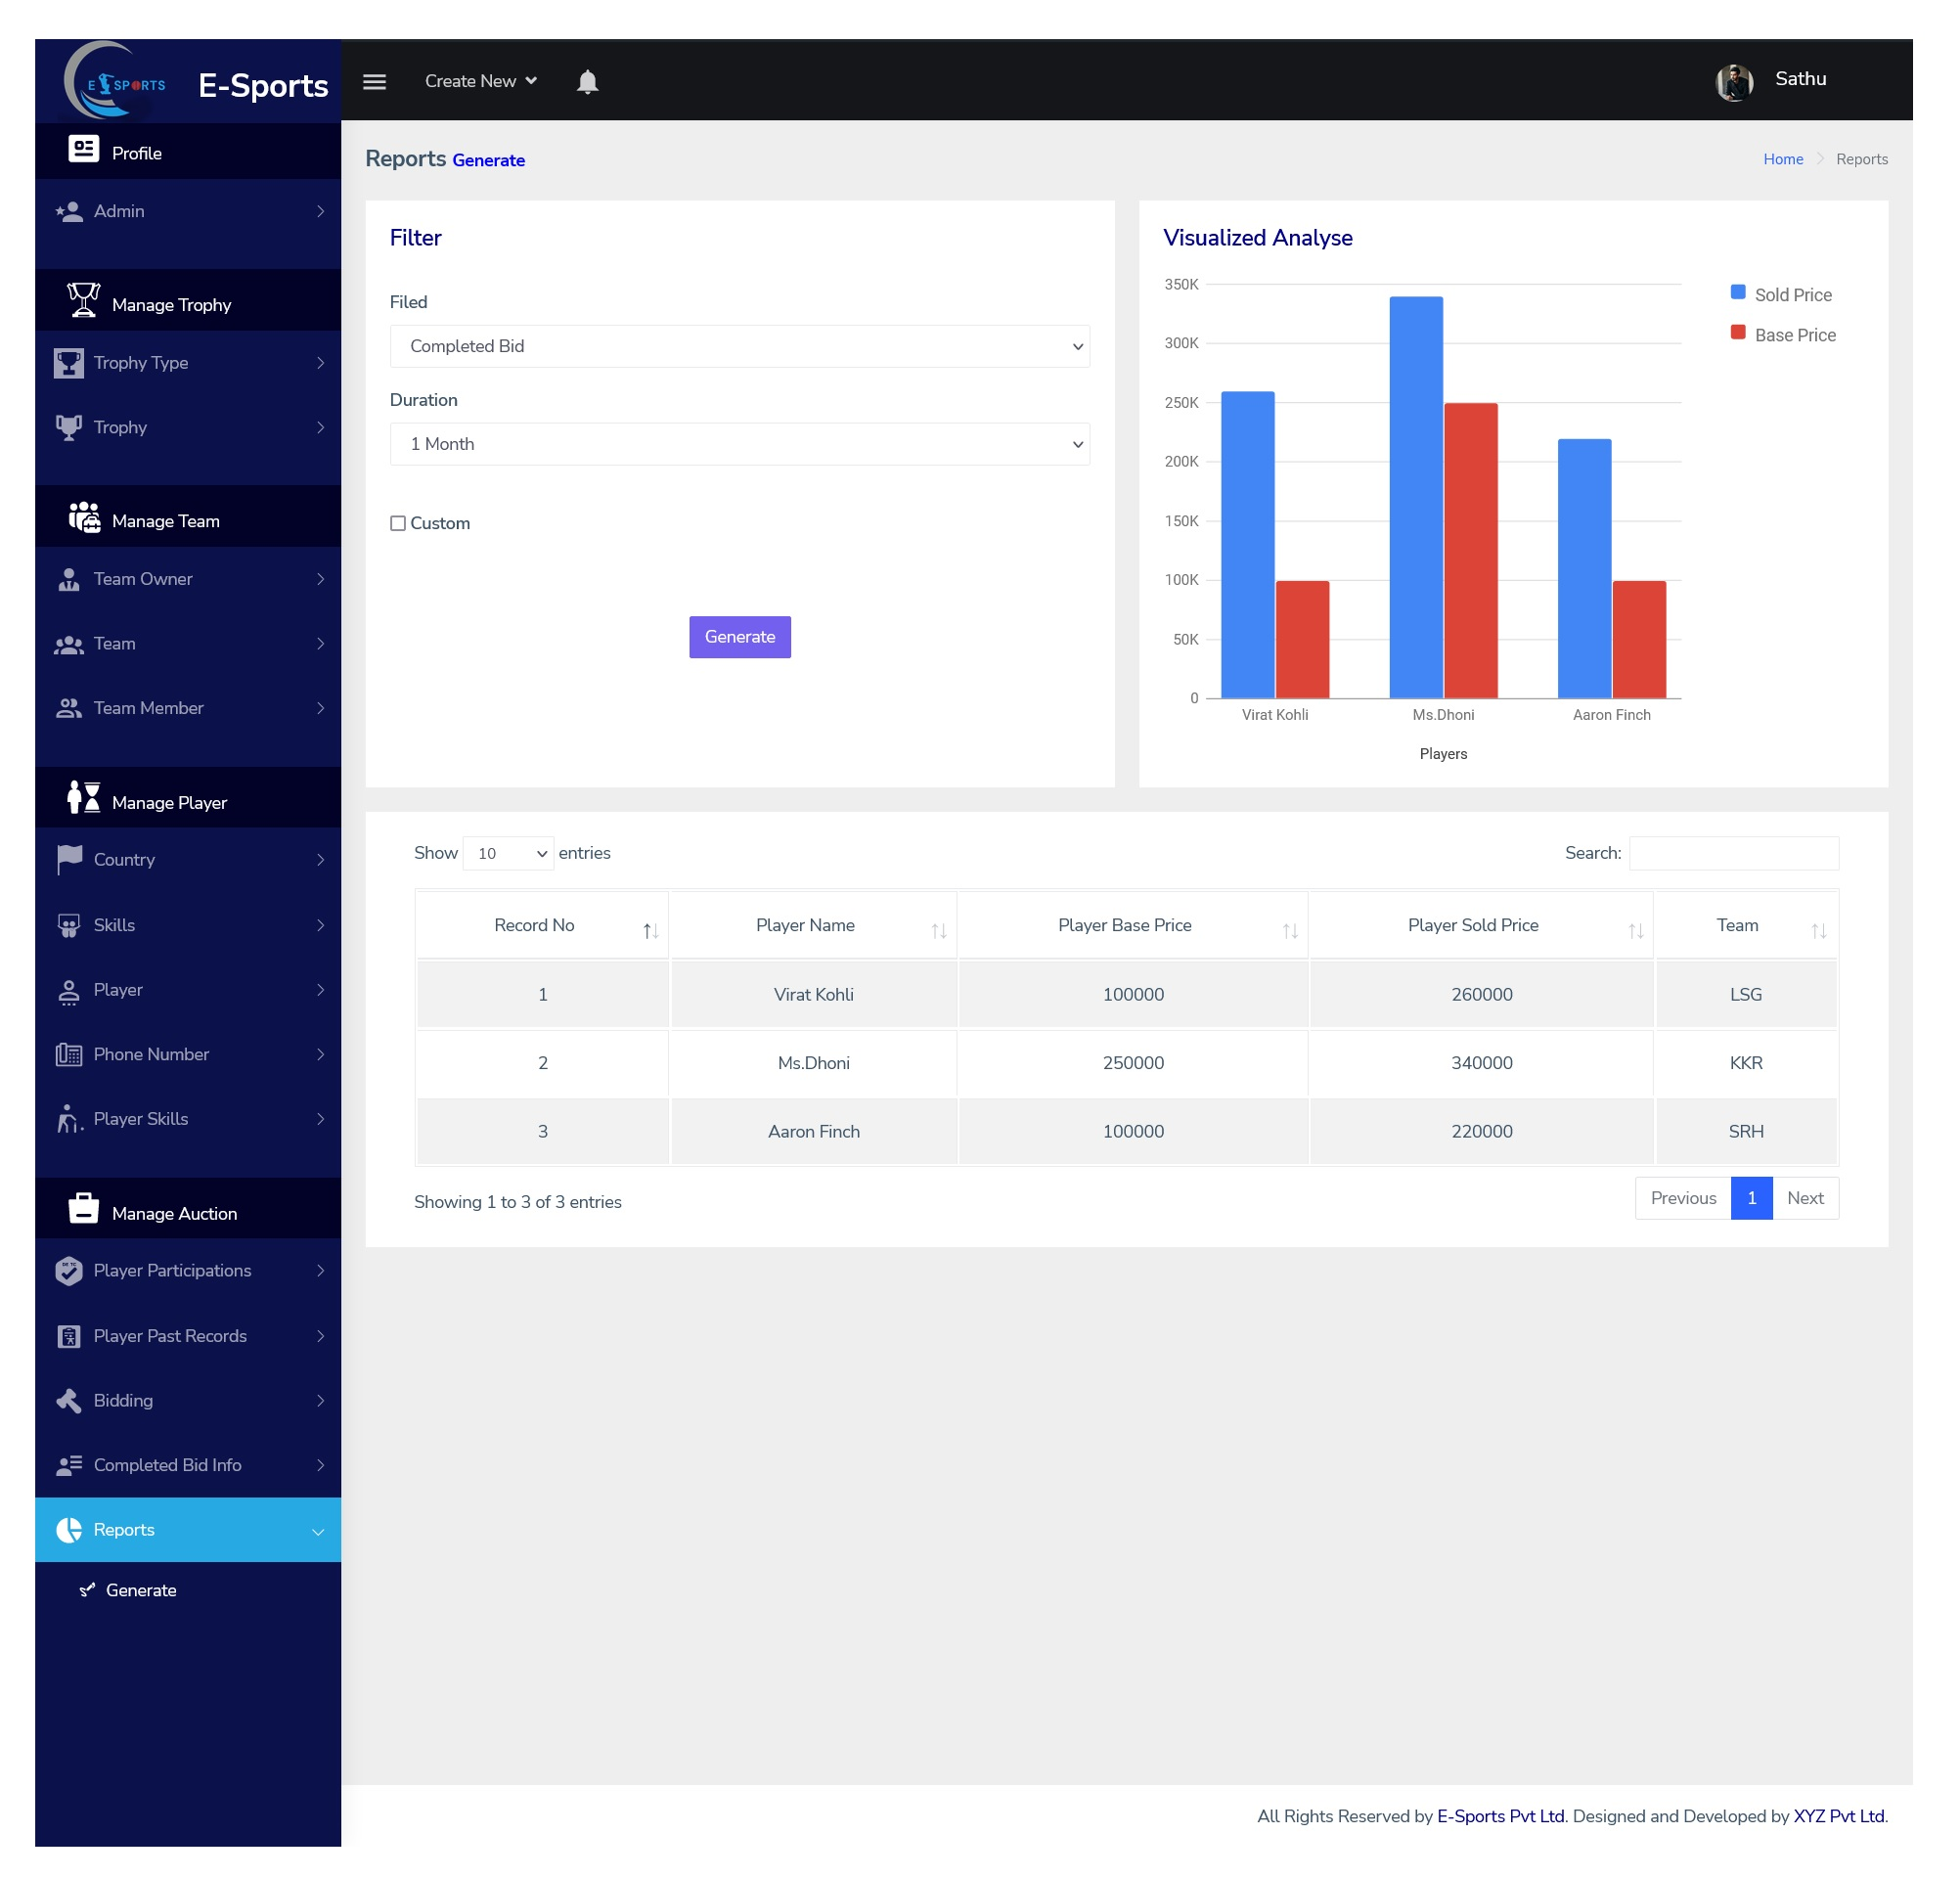 E SPORTS
E-Sports
Create New
Sathu
Profile
Admin
Manage Trophy
Trophy Type
Trophy
Manage Team
Team Owner
Team
Team Member
Manage Player
Country
Skills
Player
Phone Number
Player Skills
Manage Auction
Player Participations
Player Past Records
Bidding
Completed Bid Info
Reports
Generate
Reports Generate
Home Reports
Filter
Filed
Completed Bid
Duration
1 Month
Custom
Generate
Visualized Analyse
350K
300K
250K
200K
150K
100K
50K
0
Sold Price
Base Price
Virat Kohli Ms.Dhoni Aaron Finch
Players
Show 10 entries
Search:
Record No Player Name Player Base Price Player Sold Price Team
1 Virat Kohli 100000 260000 LSG
2 Ms.Dhoni 250000 340000 KKR
3 Aaron Finch 100000 220000 SRH
Showing 1 to 3 of 3 entries
Previous 1 Next
All Rights Reserved by E-Sports Pvt Ltd. Designed and Developed by XYZ Pvt Ltd.